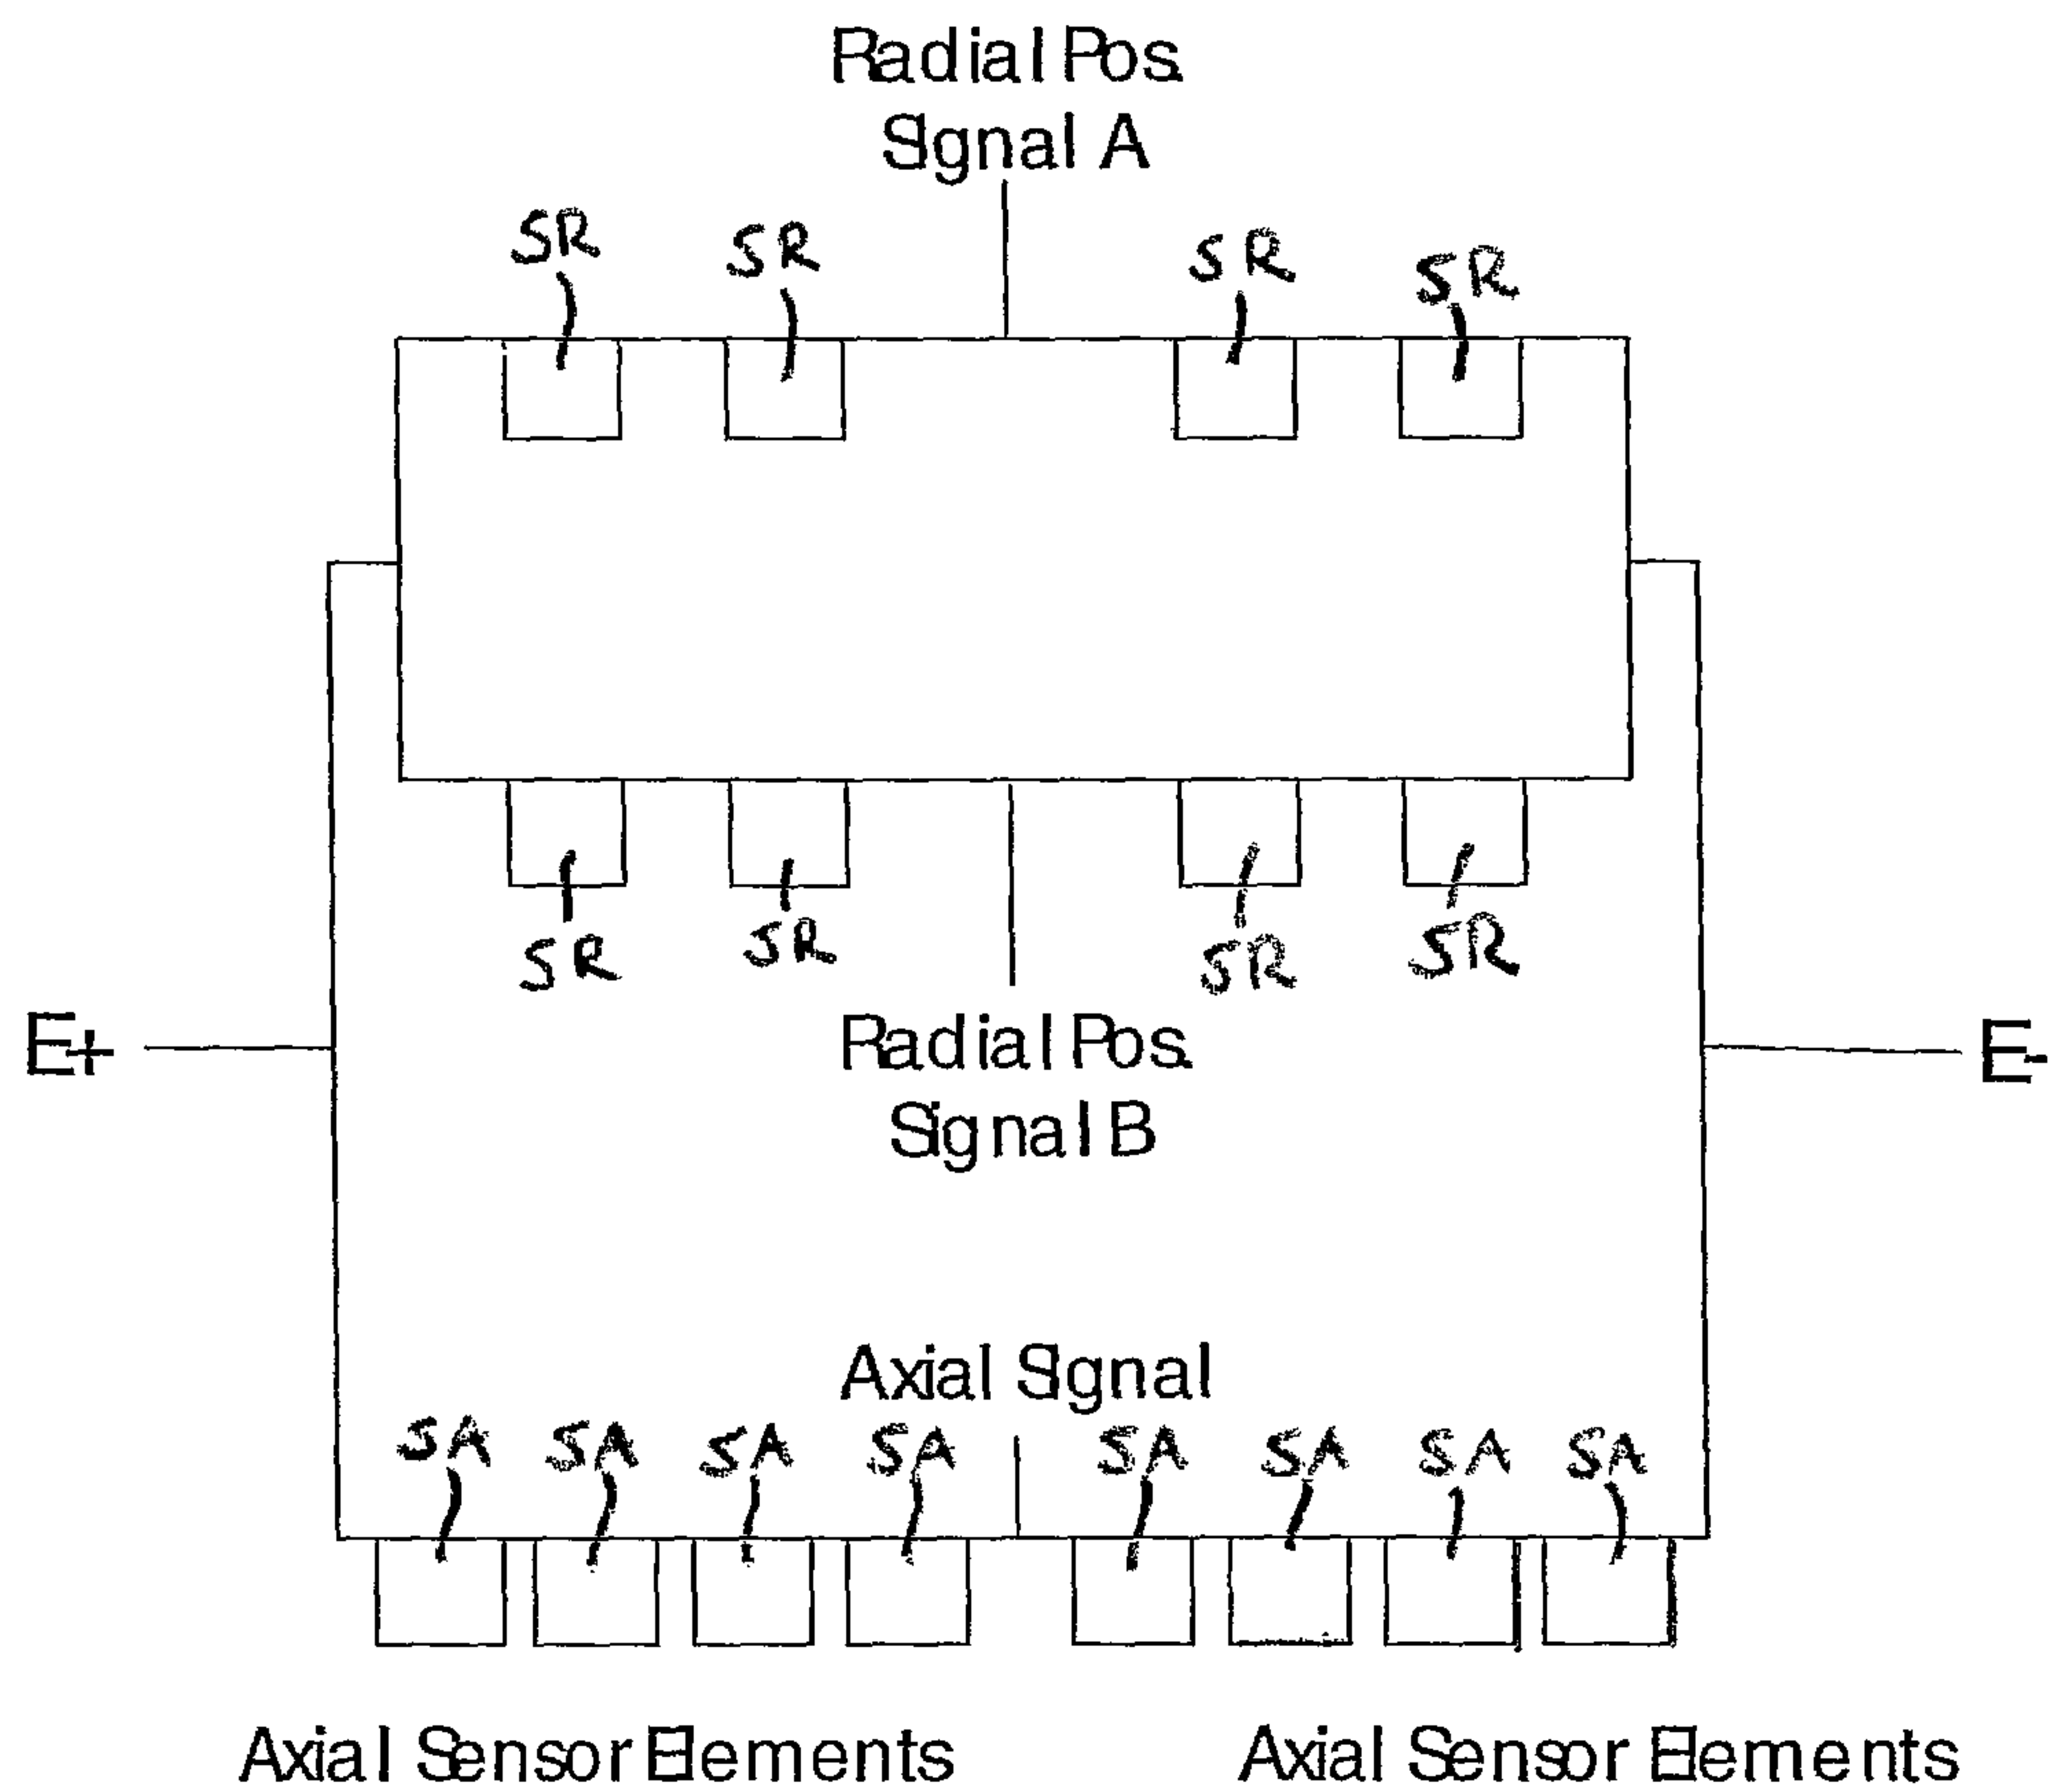 Radial Pos.
Signal A
SR SR SR SR
SR SR SR SR
E+ Radial Pos. E-
Signal B
Axial Signal
SA SA SA SA SA SA SA SA
Axial Sensor Elements Axial Sensor Elements